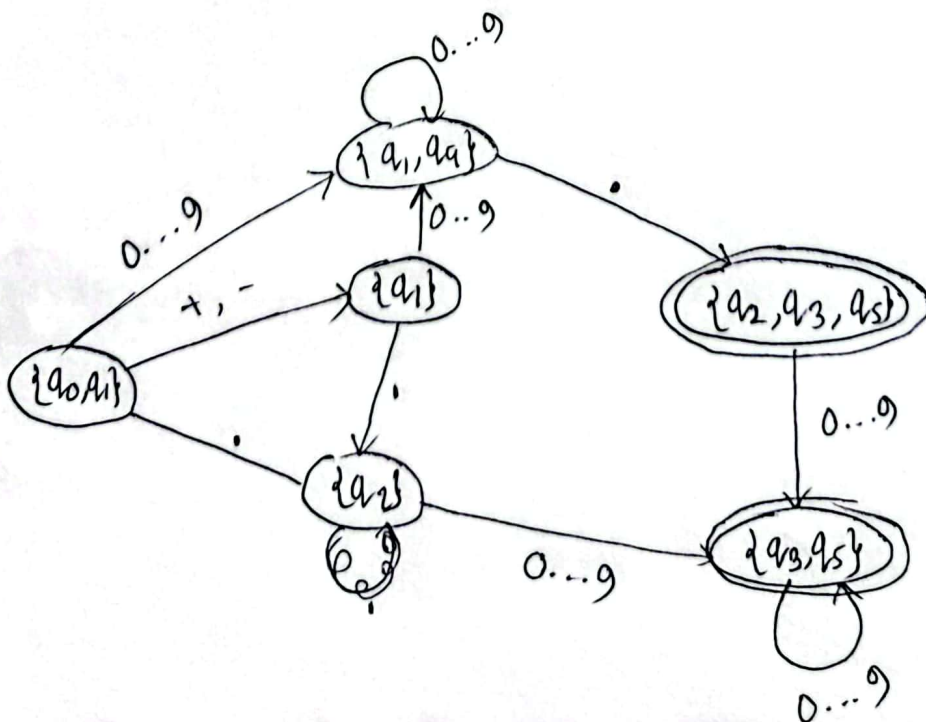 0...9
{q1,q4}
0...9
.
0..9
+,-
{q1}
{q2,q3,q5}
{q0,q1}
.
0...9
.
{q2}
{q3,q5}
0...9
.
0...9